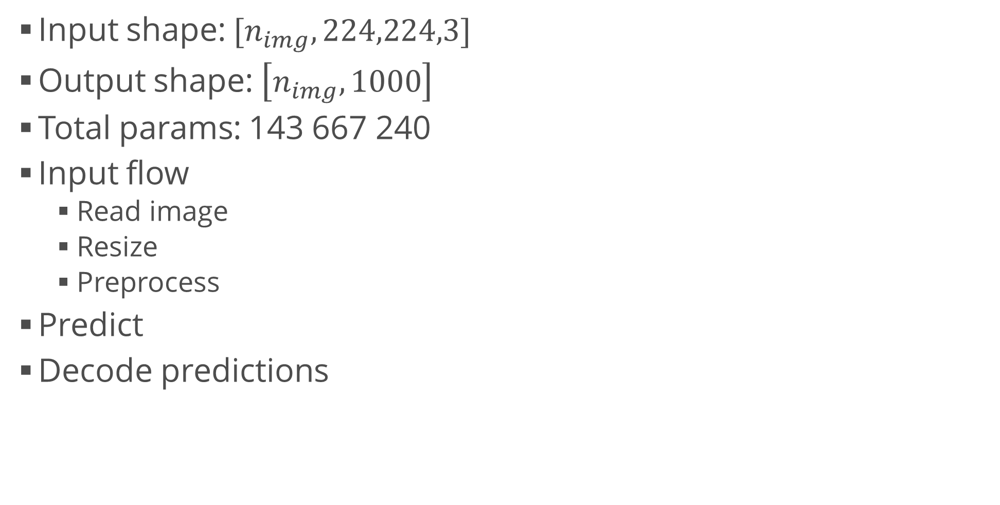 ▪ Input shape: [n_img, 224,224,3]
▪ Output shape: [n_img, 1000]
▪ Total params: 143 667 240
▪ Input flow
▪ Read image
▪ Resize
▪ Preprocess
▪ Predict
▪ Decode predictions